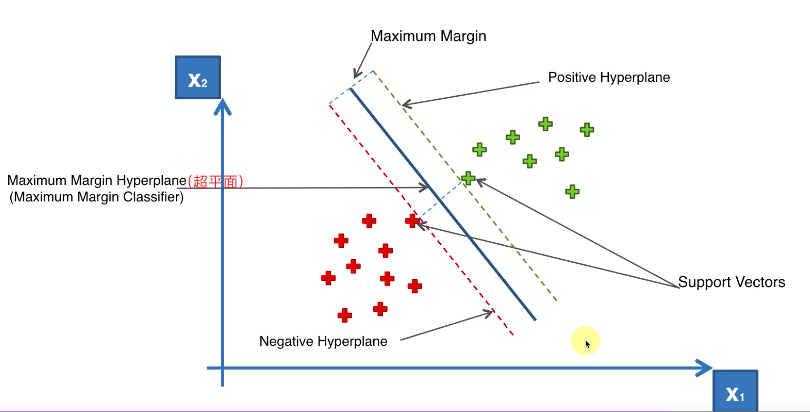 Maximum Margin
X2
Positive Hyperplane
Maximum Margin Hyperplane(超平面)
(Maximum Margin Classifier)
Support Vectors
Negative Hyperplane
X1